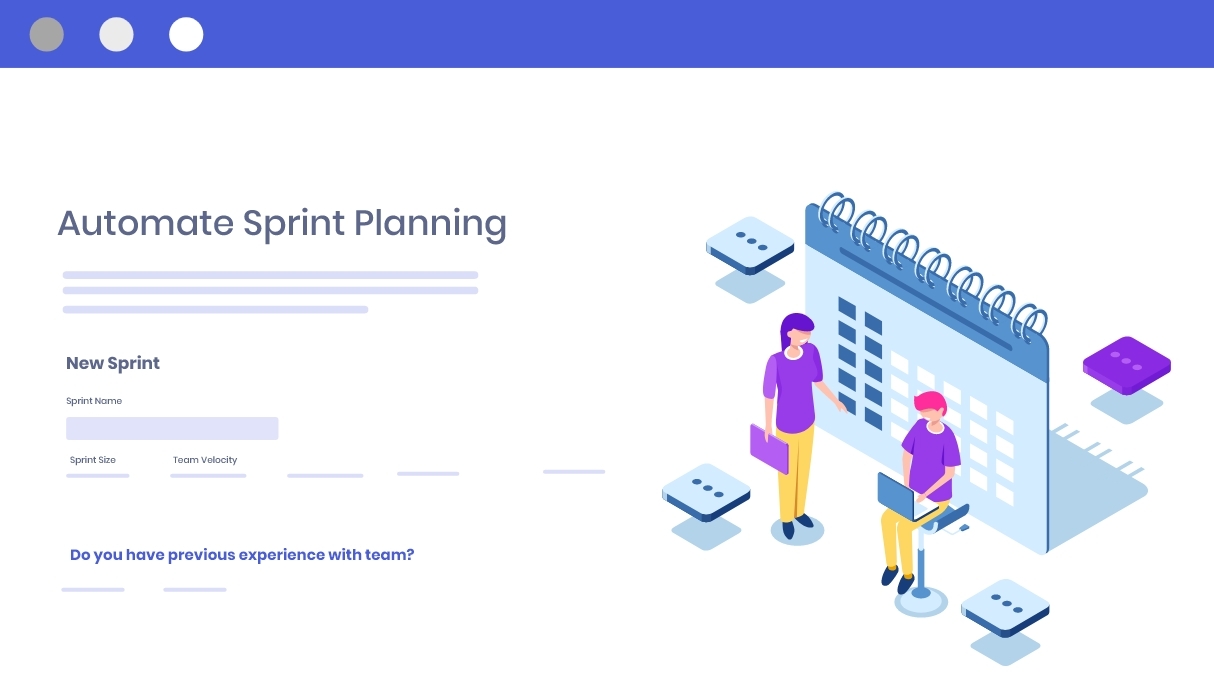 Automate Sprint Planning
New Sprint
Sprint Name
Sprint Size Team Velocity
Do you have previous experience with team?